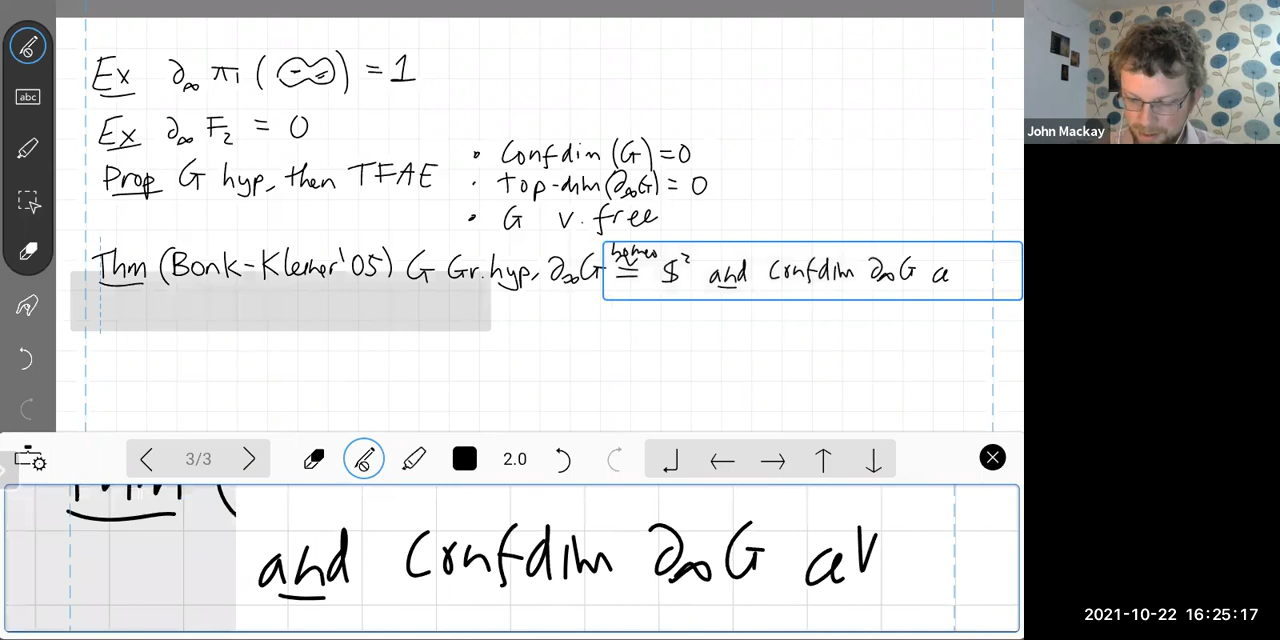 Ex ∂∞ π1 ( ) = 1
Ex ∂∞ F2 = 0
Prop G hyp, then TFAE
• Confdim (G) = 0
• top-dim (∂∞G) = 0
• G v. free
Thm (Bonk-Kleiner '05) G Gr. hyp, ∂∞G ≅ S² and Confdim ∂∞G a
homeo
abc
3/3
2.0
and Confdim ∂∞G
John Mackay
2021-10-22 16:25:17